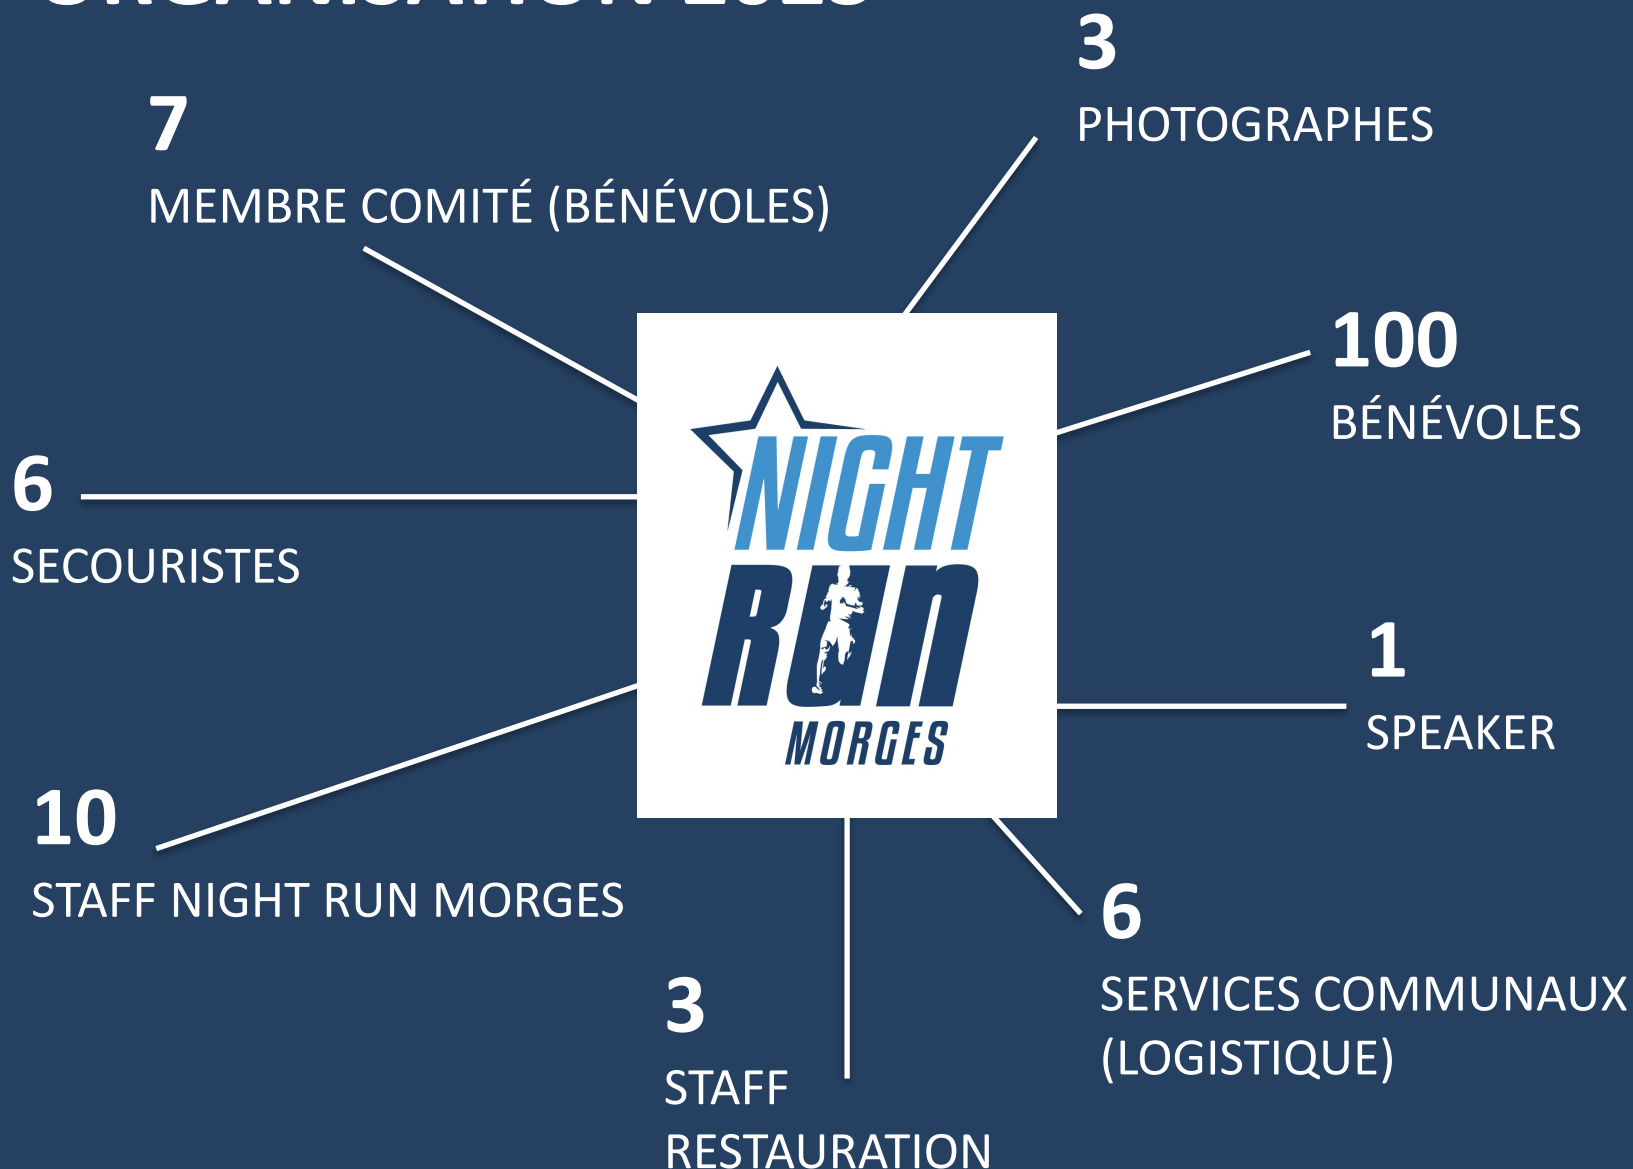 3
PHOTOGRAPHES
7
MEMBRE COMITÉ (BÉNÉVOLES)
100
BÉNÉVOLES
6
SECOURISTES
NIGHT
RUN
MORGES
1
SPEAKER
10
STAFF NIGHT RUN MORGES
6
SERVICES COMMUNAUX
(LOGISTIQUE)
3
STAFF
RESTAURATION